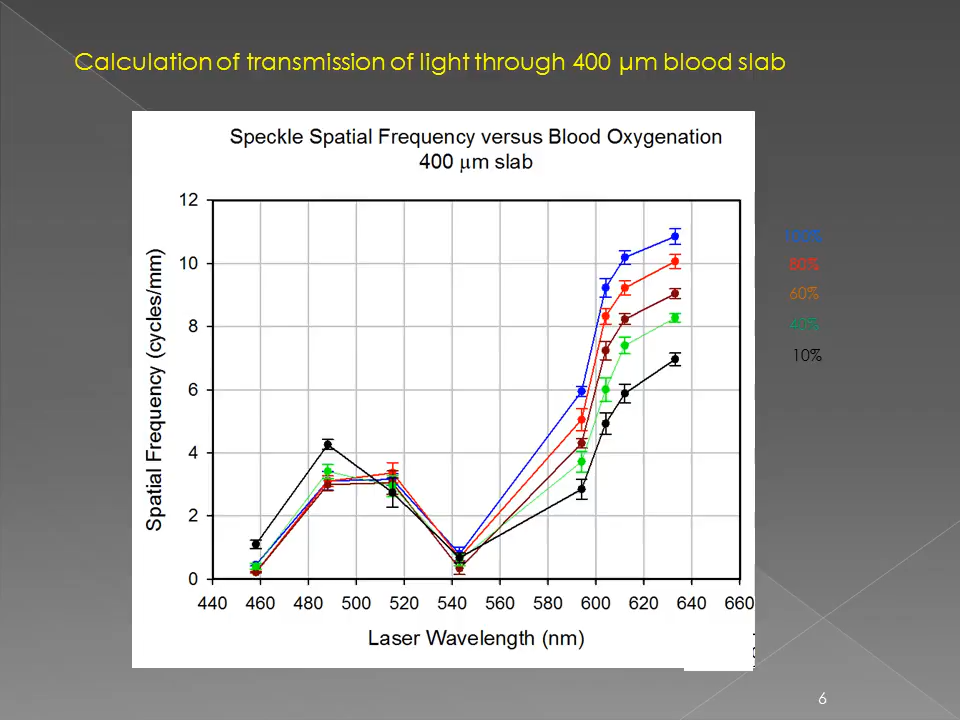 Calculation of transmission of light through 400 µm blood slab
Speckle Spatial Frequency versus Blood Oxygenation
400 µm slab
12
10
8
6
4
2
0
Spatial Frequency (cycles/mm)
440 460 480 500 520 540 560 580 600 620 640 660
Laser Wavelength (nm)
100%
80%
60%
40%
10%
6